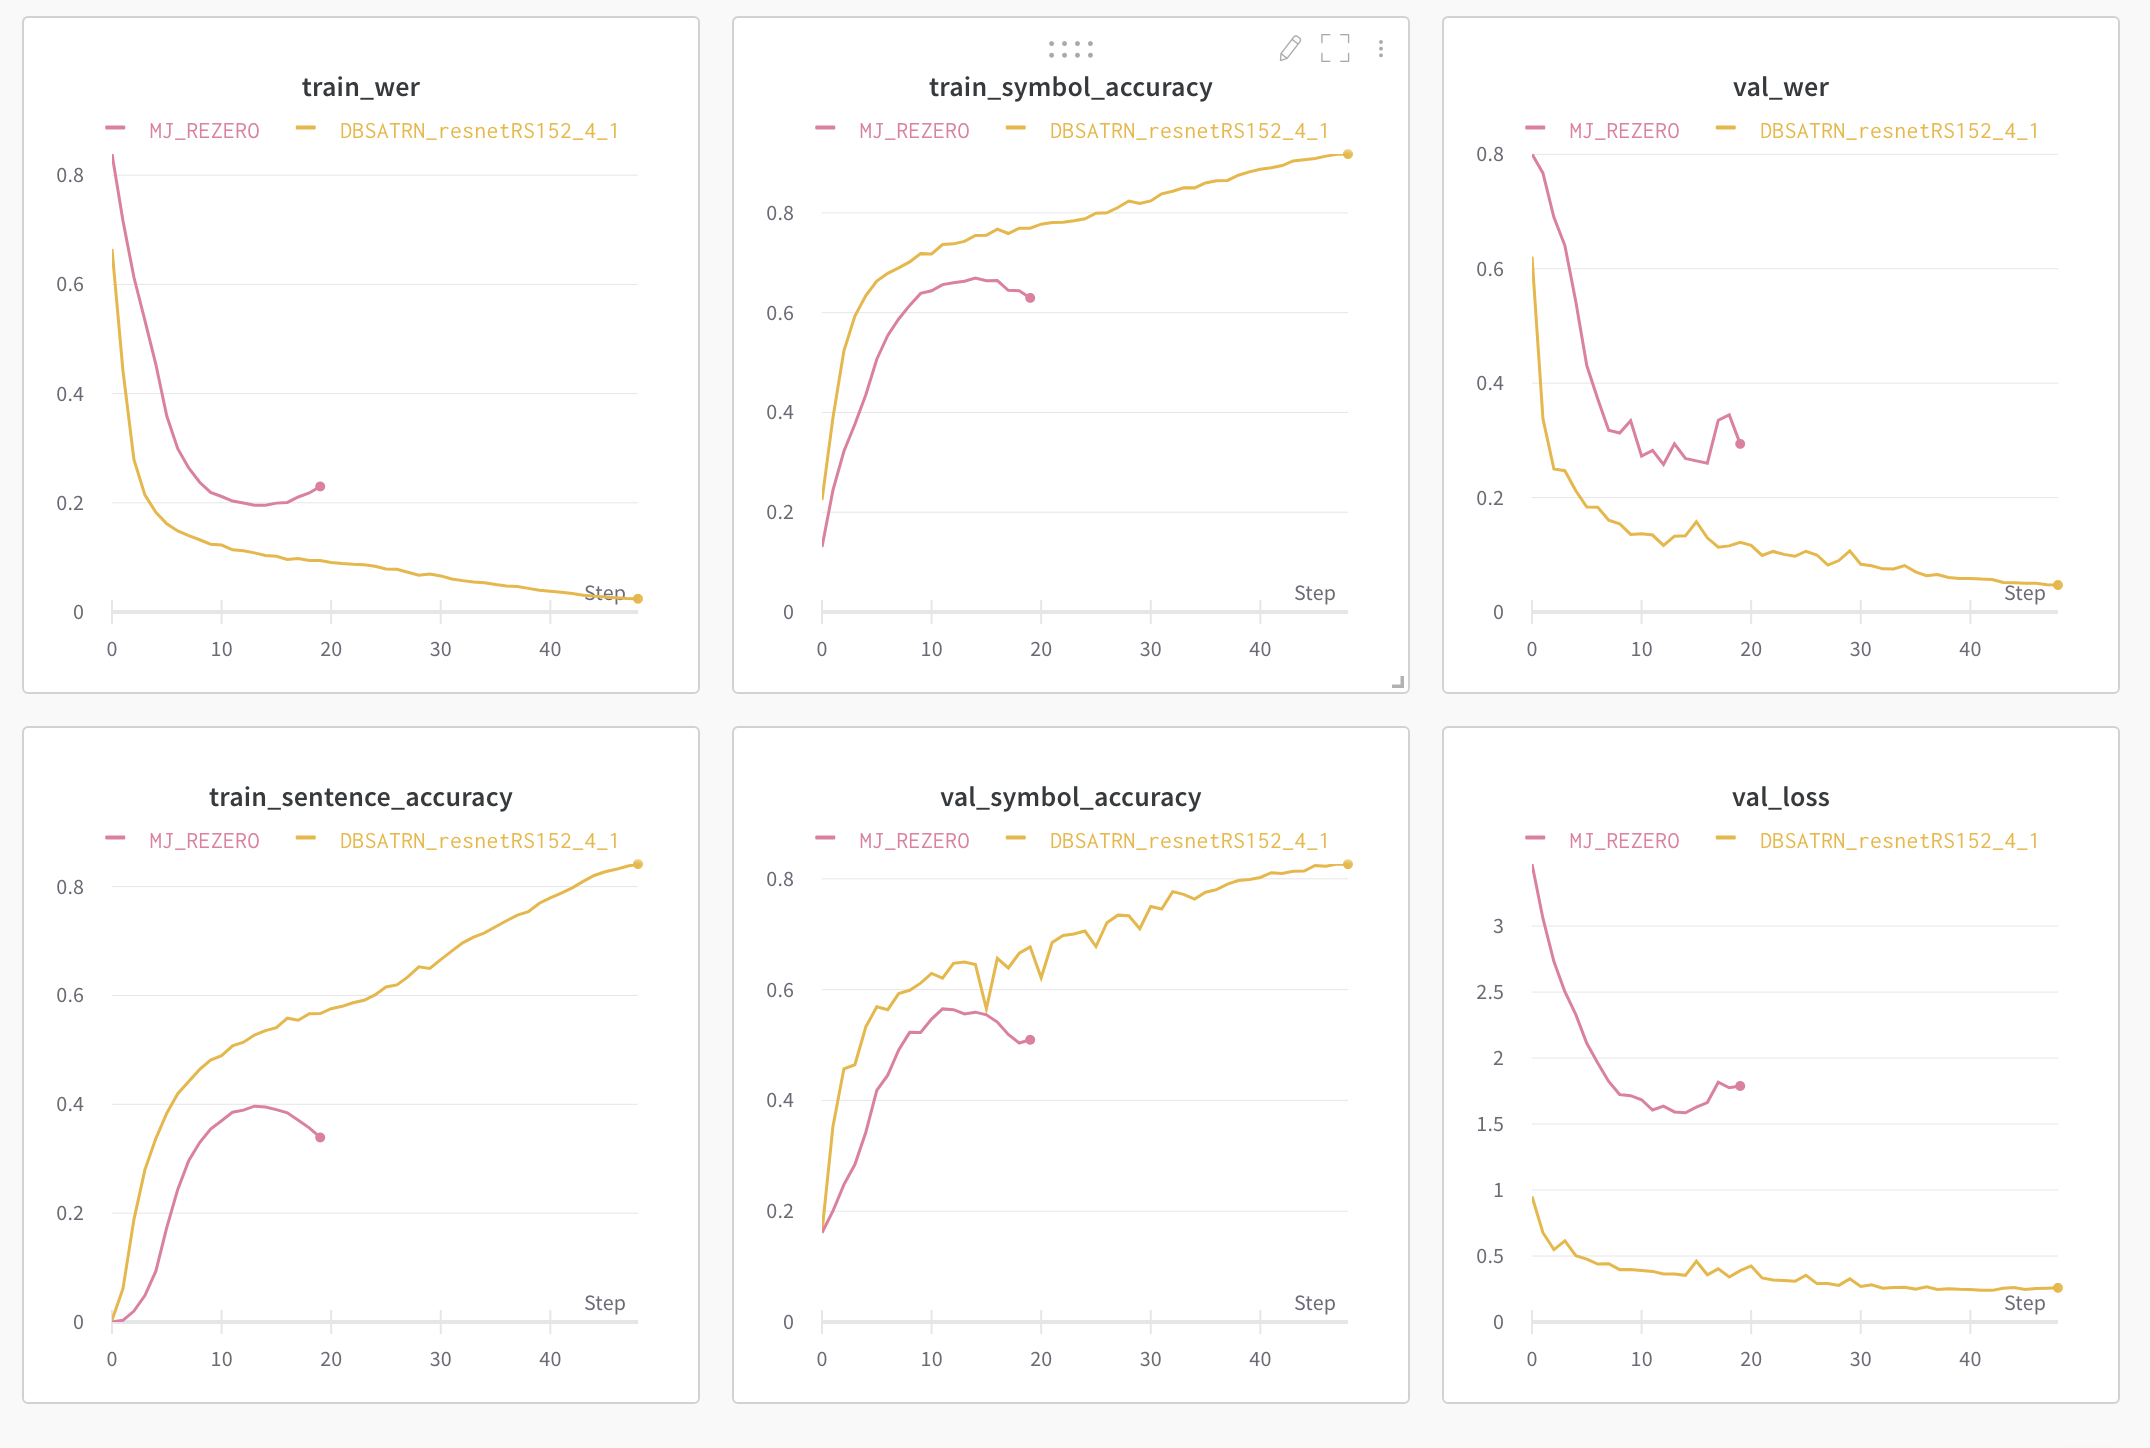 train_wer
MJ_REZERO DBSATRN_resnetRS152_4_1
0.8
0.6
0.4
0.2
0
Step
0 10 20 30 40
train_symbol_accuracy
MJ_REZERO DBSATRN_resnetRS152_4_1
0.8
0.6
0.4
0.2
0
Step
0 10 20 30 40
val_wer
MJ_REZERO DBSATRN_resnetRS152_4_1
0.8
0.6
0.4
0.2
0
Step
0 10 20 30 40
train_sentence_accuracy
MJ_REZERO DBSATRN_resnetRS152_4_1
0.8
0.6
0.4
0.2
0
Step
0 10 20 30 40
val_symbol_accuracy
MJ_REZERO DBSATRN_resnetRS152_4_1
0.8
0.6
0.4
0.2
0
Step
0 10 20 30 40
val_loss
MJ_REZERO DBSATRN_resnetRS152_4_1
3
2.5
2
1.5
1
0.5
0
Step
0 10 20 30 40